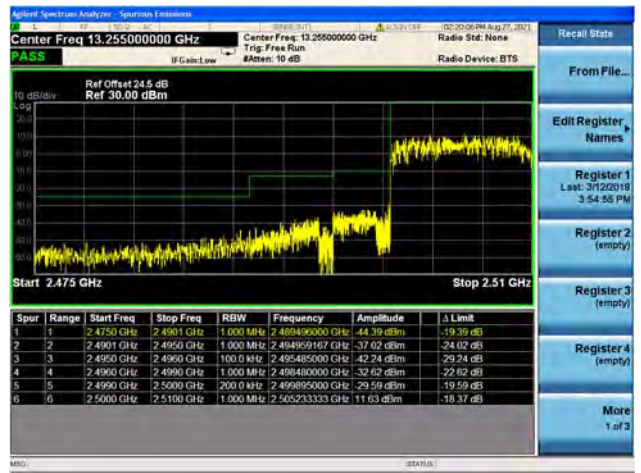 Agilent Spectrum Analyzer - Spurious Emissions
02:20:06 PM Aug 27, 2021
Center Freq 13.255000000 GHz
Center Freq: 13.255000000 GHz
Radio Std: None
Trig: Free Run
PASS
IFGain:Low
#Atten: 10 dB
Radio Device: BTS
Ref Offset 24.5 dB
10 dB/div
Ref 30.00 dBm
Log
20.0
10.0
0.00
Start 2.475 GHz
Stop 2.51 GHz
Spur Range Start Freq Stop Freq RBW Frequency Amplitude Δ Limit
1 1 2.4750 GHz 2.4901 GHz 1.000 MHz 2.489496000 GHz -44.39 dBm -19.39 dB
2 2 2.4901 GHz 2.4950 GHz 1.000 MHz 2.494959167 GHz -37.02 dBm -24.02 dB
3 3 2.4950 GHz 2.4960 GHz 100.0 kHz 2.495485000 GHz -42.24 dBm -29.24 dB
4 4 2.4960 GHz 2.4990 GHz 1.000 MHz 2.498480000 GHz -32.62 dBm -22.62 dB
5 5 2.4990 GHz 2.5000 GHz 200.0 kHz 2.499895000 GHz -29.59 dBm -19.59 dB
6 6 2.5000 GHz 2.5100 GHz 1.000 MHz 2.505233333 GHz 11.63 dBm -18.37 dB
MSG
STATUS
Recall State
From File...
Edit Register
Names
Register 1
Last: 3/12/2019
3:54:55 PM
Register 2
(empty)
Register 3
(empty)
Register 4
(empty)
More
1 of 3